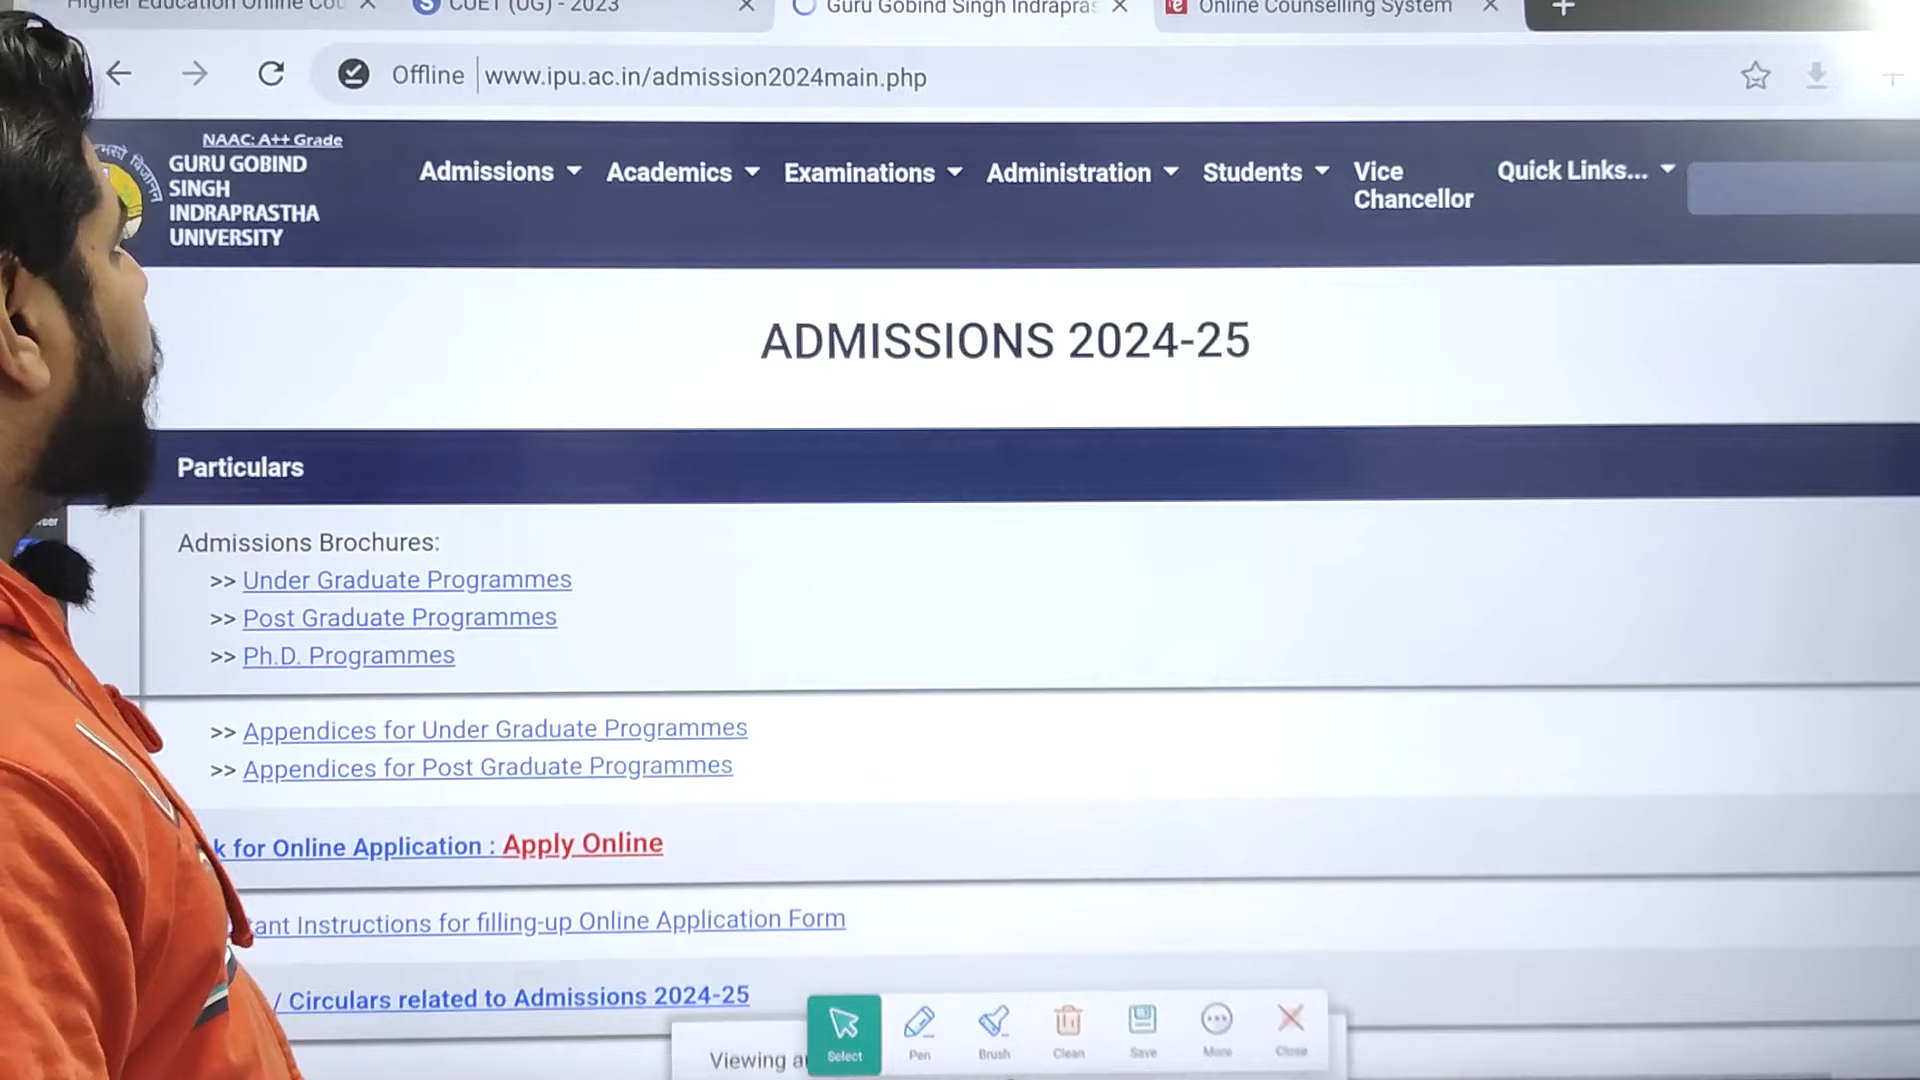 Higher Education Online Cou
CUET (UG) - 2023
Guru Gobind Singh Indrapras
Online Counselling System
Offline www.ipu.ac.in/admission2024main.php
NAAC: A++ Grade
GURU GOBIND
SINGH
INDRAPRASTHA
UNIVERSITY
Admissions
Academics
Examinations
Administration
Students
Vice
Chancellor
Quick Links...
ADMISSIONS 2024-25
Particulars
Admissions Brochures:
>> Under Graduate Programmes
>> Post Graduate Programmes
>> Ph.D. Programmes
>> Appendices for Under Graduate Programmes
>> Appendices for Post Graduate Programmes
k for Online Application : Apply Online
tant Instructions for filling-up Online Application Form
/ Circulars related to Admissions 2024-25
Viewing a
Select
Pen
Brush
Clean
Save
More
Close